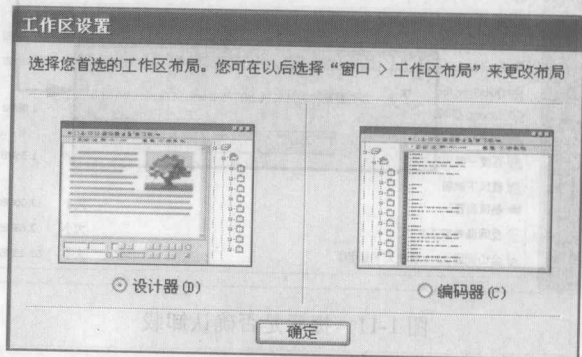 工作区设置
选择您首选的工作区布局。您可在以后选择“窗口 > 工作区布局”来更改布局
设计器(D)
编码器(C)
确定